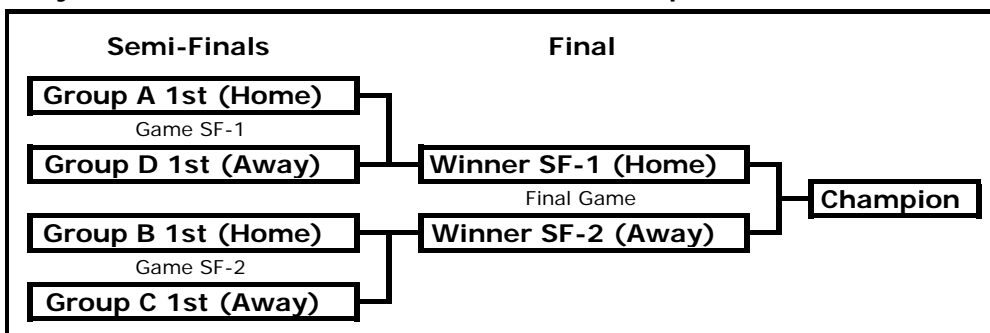 Semi-Finals Final
Group A 1st (Home)
Game SF-1
Group D 1st (Away) Winner SF-1 (Home)
Final Game Champion
Group B 1st (Home) Winner SF-2 (Away)
Game SF-2
Group C 1st (Away)